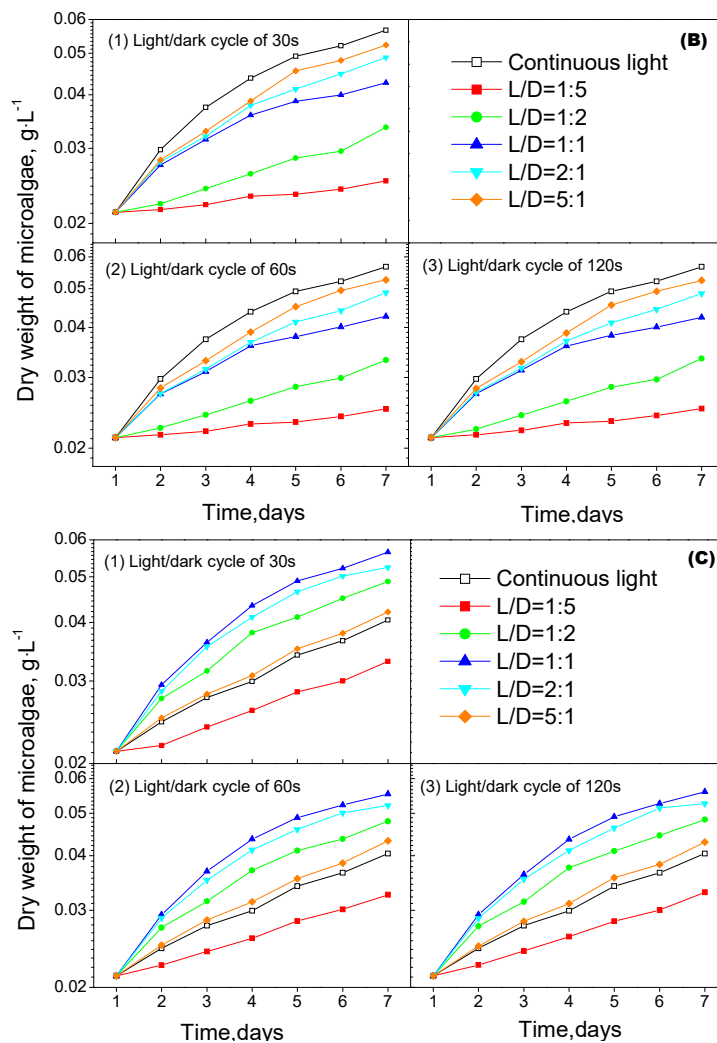 0.06
0.05
0.04
0.03
0.02
(1) Light/dark cycle of 30s
(B)
Continuous light
L/D=1:5
L/D=1:2
L/D=1:1
L/D=2:1
L/D=5:1
Dry weight of microalgae, g·L-1
0.06
0.05
0.04
0.03
0.02
(2) Light/dark cycle of 60s
(3) Light/dark cycle of 120s
1 2 3 4 5 6 7
1 2 3 4 5 6 7
Time,days
Time,days
0.06
0.05
0.04
0.03
0.02
(1) Light/dark cycle of 30s
(C)
Continuous light
L/D=1:5
L/D=1:2
L/D=1:1
L/D=2:1
L/D=5:1
Dry weight of microalgae, g·L-1
0.06
0.05
0.04
0.03
0.02
(2) Light/dark cycle of 60s
(3) Light/dark cycle of 120s
1 2 3 4 5 6 7
1 2 3 4 5 6 7
Time,days
Time,days